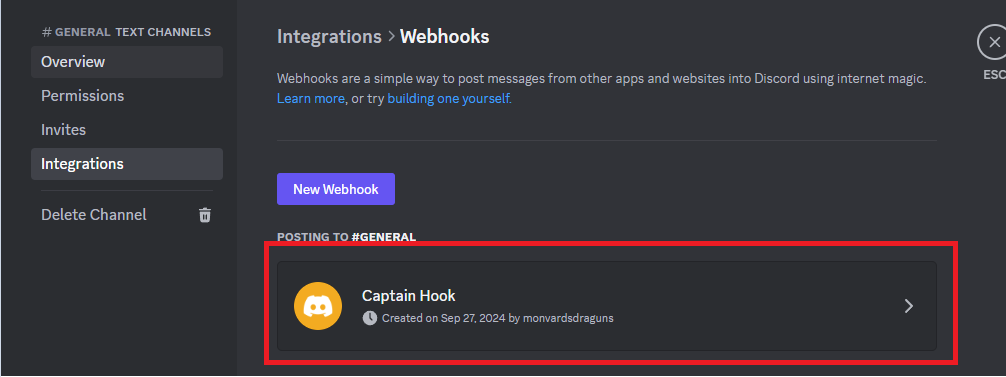 # GENERAL TEXT CHANNELS
Overview
Permissions
Invites
Integrations
Delete Channel
Integrations > Webhooks
ESC
Webhooks are a simple way to post messages from other apps and websites into Discord using internet magic.
Learn more, or try building one yourself.
New Webhook
POSTING TO #GENERAL
Captain Hook
Created on Sep 27, 2024 by monvardsdraguns